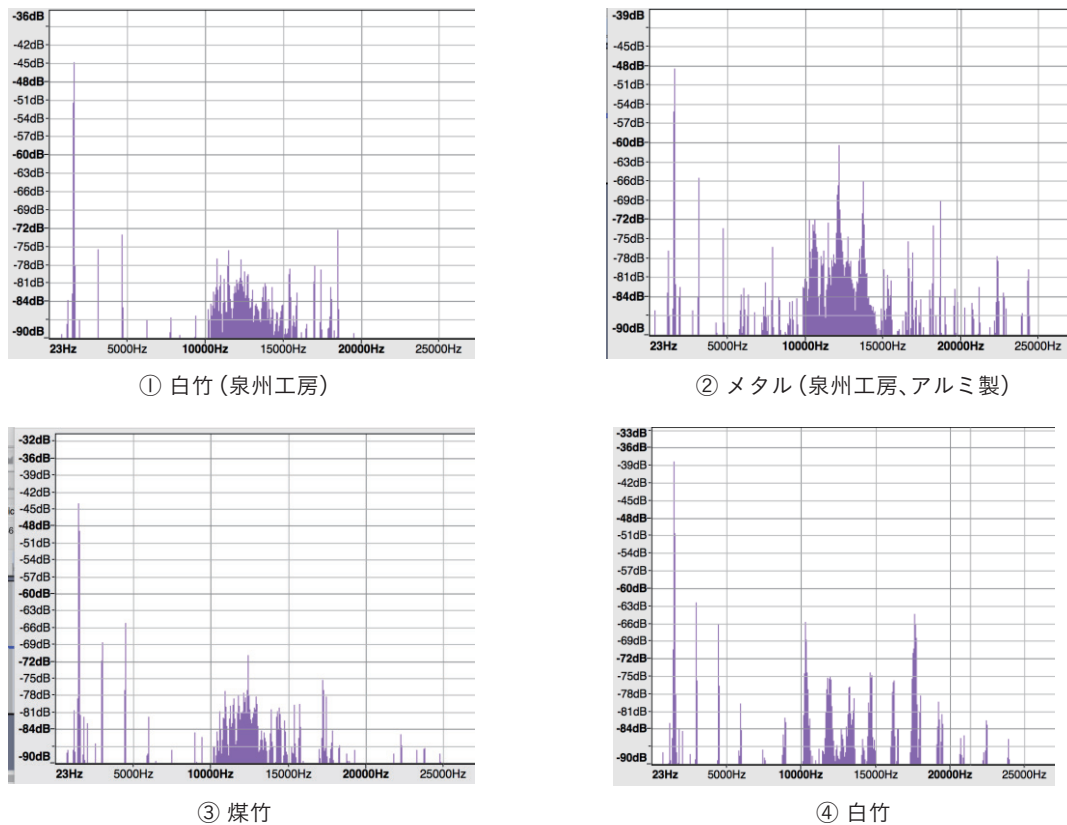 -36dB
-42dB
-45dB
-48dB
-51dB
-54dB
-57dB
-60dB
-63dB
-66dB
-69dB
-72dB
-75dB
-78dB
-81dB
-84dB
-90dB
23Hz 5000Hz 10000Hz 15000Hz 20000Hz 25000Hz
① 白竹（泉州工房）
-39dB
-45dB
-48dB
-51dB
-54dB
-57dB
-60dB
-63dB
-66dB
-69dB
-72dB
-75dB
-78dB
-81dB
-84dB
-90dB
23Hz 5000Hz 10000Hz 15000Hz 20000Hz 25000Hz
② メタル（泉州工房、アルミ製）
-32dB
-36dB
-39dB
-42dB
-45dB
-48dB
-51dB
-54dB
-57dB
-60dB
-63dB
-66dB
-69dB
-72dB
-75dB
-78dB
-81dB
-84dB
-90dB
23Hz 5000Hz 10000Hz 15000Hz 20000Hz 25000Hz
③ 煤竹
-33dB
-36dB
-39dB
-42dB
-45dB
-48dB
-51dB
-54dB
-57dB
-60dB
-63dB
-66dB
-69dB
-72dB
-75dB
-78dB
-81dB
-84dB
-90dB
23Hz 5000Hz 10000Hz 15000Hz 20000Hz 25000Hz
④ 白竹